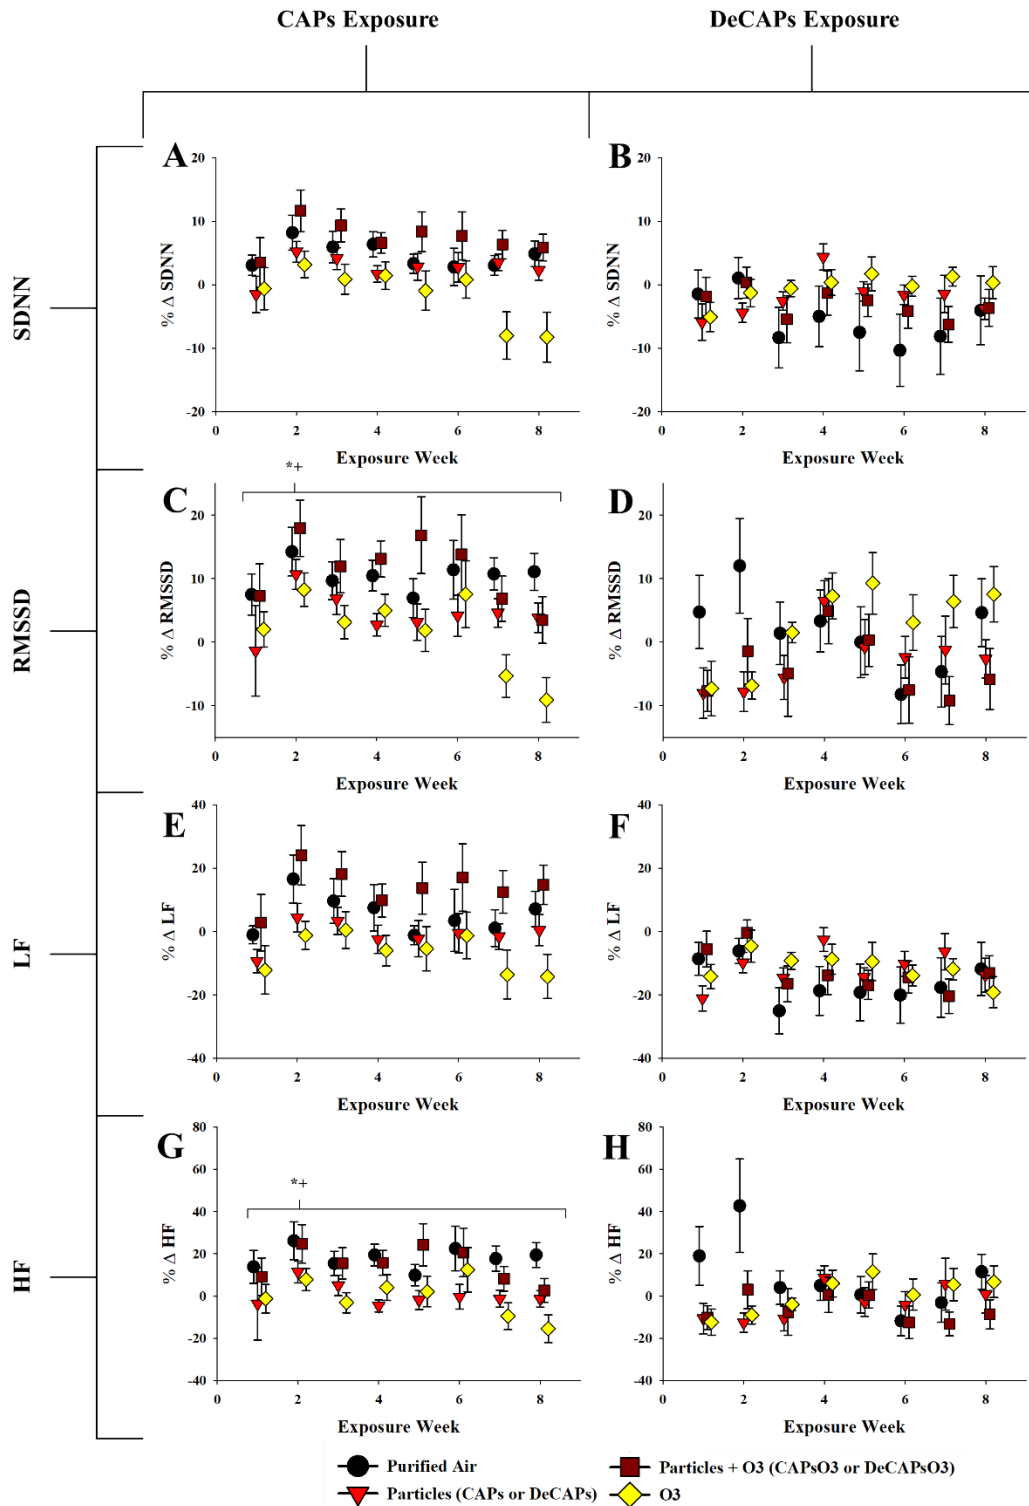 CAPs Exposure
DeCAPs Exposure
SDNN
A
% Δ SDNN
20
10
0
-10
-20
0
2
4
6
8
Exposure Week
B
% Δ SDNN
20
10
0
-10
-20
0
2
4
6
8
Exposure Week
RMSSD
*+
C
% Δ RMSSD
20
10
0
-10
0
2
4
6
8
Exposure Week
D
% Δ RMSSD
20
10
0
-10
0
2
4
6
8
Exposure Week
LF
E
% Δ LF
40
20
0
-20
-40
0
2
4
6
8
Exposure Week
F
% Δ LF
40
20
0
-20
-40
0
2
4
6
8
Exposure Week
HF
G
*+
% Δ HF
80
60
40
20
0
-20
-40
0
2
4
6
8
Exposure Week
H
% Δ HF
80
60
40
20
0
-20
-40
0
2
4
6
8
Exposure Week
Purified Air
Particles + O3 (CAPsO3 or DeCAPsO3)
Particles (CAPs or DeCAPs)
O3